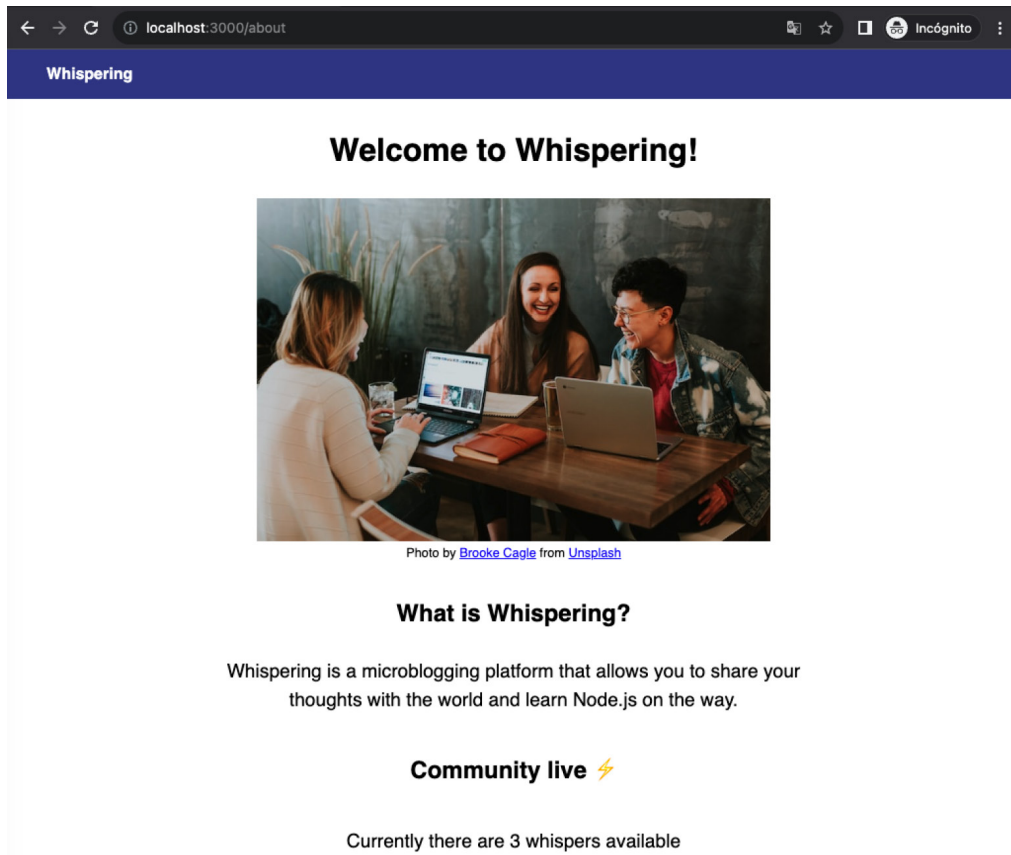 localhost:3000/about
Incógnito
Whispering
Welcome to Whispering!
Photo by Brooke Cagle from Unsplash
What is Whispering?
Whispering is a microblogging platform that allows you to share your
thoughts with the world and learn Node.js on the way.
Community live ⚡
Currently there are 3 whispers available